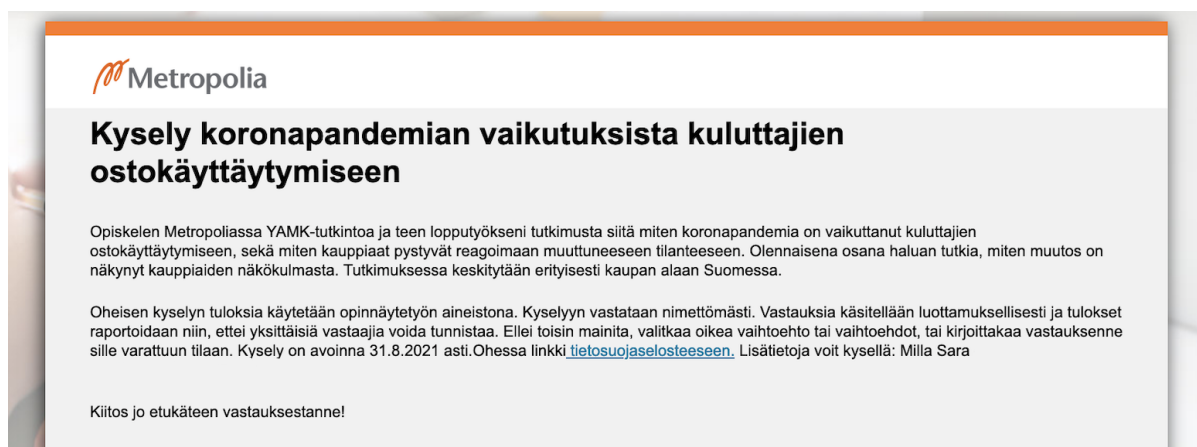 Metropolia
Kysely koronapandemian vaikutuksista kuluttajien
ostokäyttäytymiseen
Opiskelen Metropoliassa YAMK-tutkintoa ja teen lopputyökseni tutkimusta siitä miten koronapandemia on vaikuttanut kuluttajien
ostokäyttäytymiseen, sekä miten kauppiaat pystyvät reagoimaan muuttuneeseen tilanteeseen. Olennaisena osana haluan tutkia, miten muutos on
näkynyt kauppiaiden näkökulmasta. Tutkimuksessa keskitytään erityisesti kaupan alaan Suomessa.
Oheisen kyselyn tuloksia käytetään opinnäytetyön aineistona. Kyselyyn vastataan nimettömästi. Vastauksia käsitellään luottamuksellisesti ja tulokset
raportoidaan niin, ettei yksittäisiä vastaajia voida tunnistaa. Ellei toisin mainita, valitkaa oikea vaihtoehto tai vaihtoehdot, tai kirjoittakaa vastauksenne
sille varattuun tilaan. Kysely on avoinna 31.8.2021 asti.Ohessa linkki tietosuojaselosteeseen. Lisätietoja voit kysellä: Milla Sara
Kiitos jo etukäteen vastauksestanne!